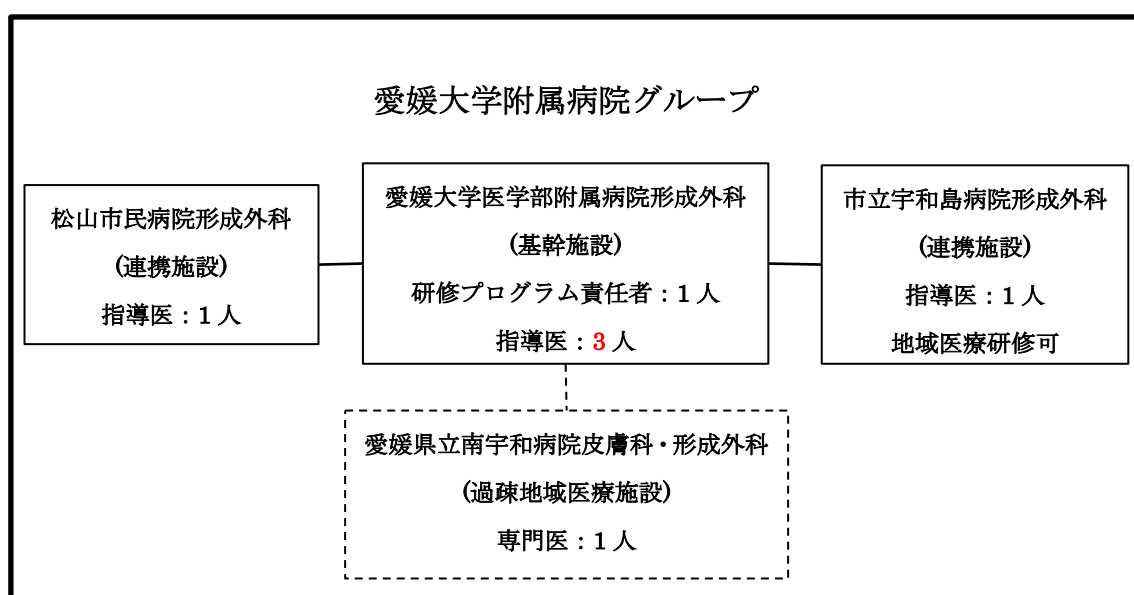 愛媛大学附属病院グループ
松山市民病院形成外科
(連携施設)
指導医：1人
愛媛大学医学部附属病院形成外科
(基幹施設)
研修プログラム責任者：1人
指導医：3人
市立宇和島病院形成外科
(連携施設)
指導医：1人
地域医療研修可
愛媛県立南宇和病院皮膚科・形成外科
(過疎地域医療施設)
専門医：1人